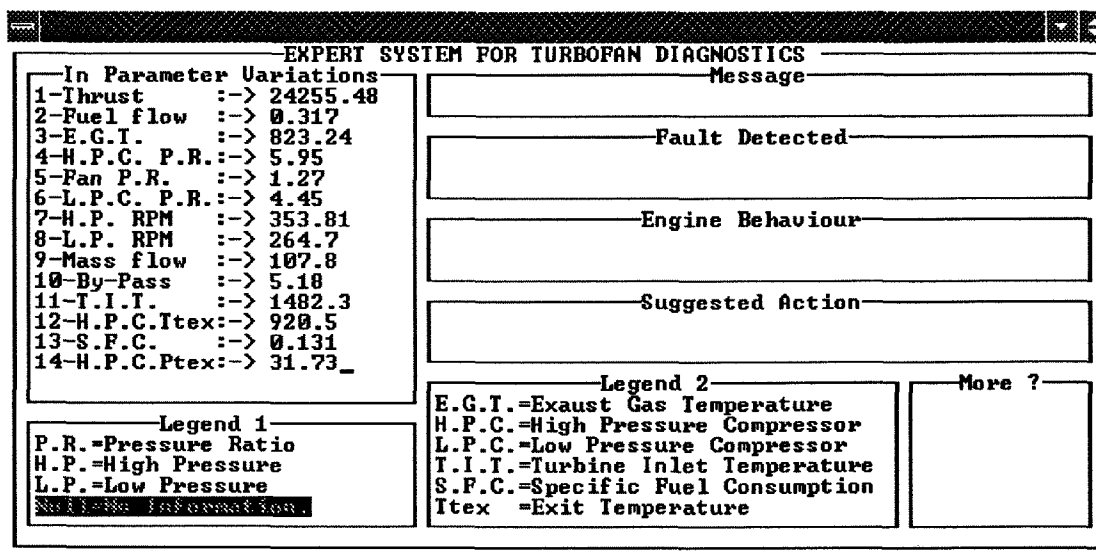 EXPERT SYSTEM FOR TURBOFAN DIAGNOSTICS
In Parameter Variations
1-Thrust :-> 24255.48
2-Fuel flow :-> 0.317
3-E.G.T. :-> 823.24
4-H.P.C. P.R.:-> 5.95
5-Fan P.R. :-> 1.27
6-L.P.C. P.R.:-> 4.45
7-H.P. RPM :-> 353.81
8-L.P. RPM :-> 264.7
9-Mass flow :-> 107.8
10-By-Pass :-> 5.18
11-T.I.T. :-> 1482.3
12-H.P.C.Ttex:-> 920.5
13-S.F.C. :-> 0.131
14-H.P.C.Ptex:-> 31.73_
Legend 1
P.R.=Pressure Ratio
H.P.=High Pressure
L.P.=Low Pressure
Message
Fault Detected
Engine Behaviour
Suggested Action
Legend 2
E.G.T.=Exaust Gas Temperature
H.P.C.=High Pressure Compressor
L.P.C.=Low Pressure Compressor
T.I.T.=Turbine Inlet Temperature
S.F.C.=Specific Fuel Consumption
Ttex =Exit Temperature
More ?